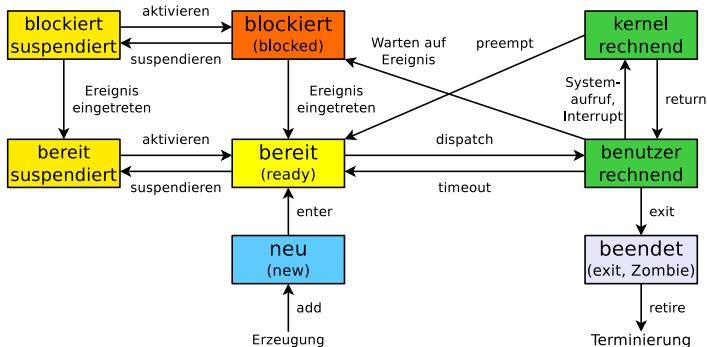 blockiert
suspendiert
aktivieren
suspendieren
blockiert
(blocked)
Warten auf
Ereignis
preempt
kernel
rechnend
Ereignis
eingetreten
Ereignis
eingetreten
System-
aufruf,
Interrupt
return
bereit
suspendiert
aktivieren
suspendieren
bereit
(ready)
dispatch
timeout
benutzer
rechnend
enter
exit
neu
(new)
beendet
(exit, Zombie)
add
retire
Erzeugung
Terminierung